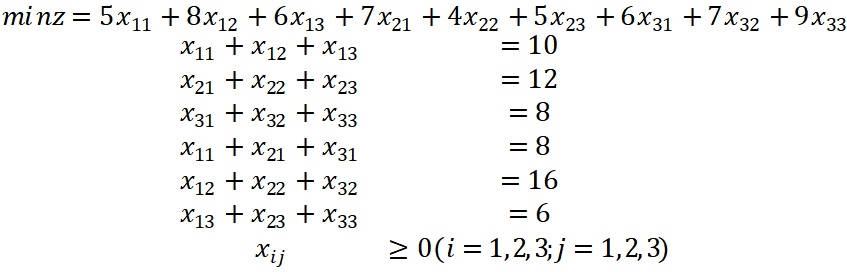 minz = 5x₁₁ + 8x₁₂ + 6x₁₃ + 7x₂₁ + 4x₂₂ + 5x₂₃ + 6x₃₁ + 7x₃₂ + 9x₃₃
x₁₁ + x₁₂ + x₁₃ = 10
x₂₁ + x₂₂ + x₂₃ = 12
x₃₁ + x₃₂ + x₃₃ = 8
x₁₁ + x₂₁ + x₃₁ = 8
x₁₂ + x₂₂ + x₃₂ = 16
x₁₃ + x₂₃ + x₃₃ = 6
xᵢⱼ ≥ 0(i = 1,2,3;j = 1,2,3)